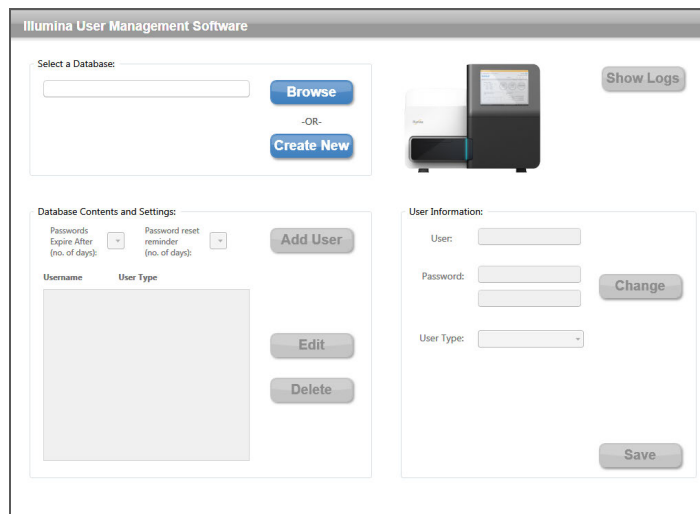 Illumina User Management Software
Select a Database:
Browse
-OR-
Create New
Show Logs
Database Contents and Settings:
Passwords
Expire After
(no. of days):
Password reset
reminder
(no. of days):
Add User
Username User Type
Edit
Delete
User Information:
User:
Password:
Change
User Type:
Save